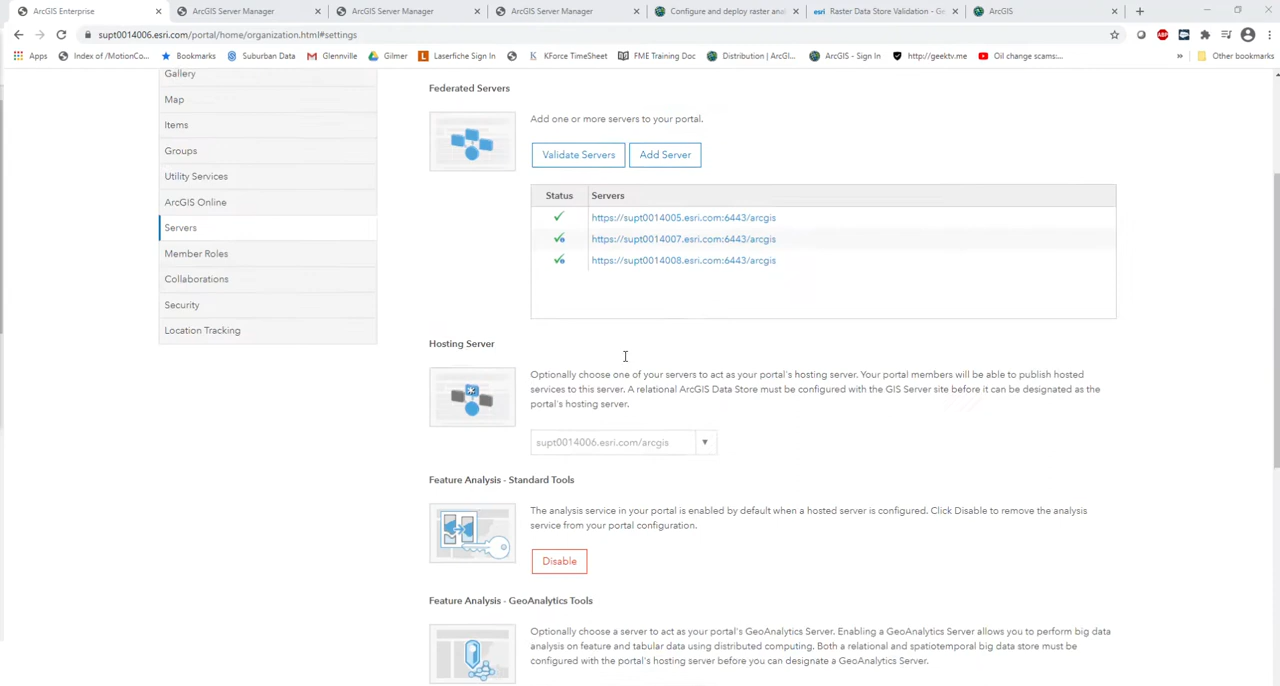 ArcGIS Enterprise
ArcGIS Server Manager
ArcGIS Server Manager
ArcGIS Server Manager
Configure and deploy raster anal
esri Raster Data Store Validation - Ge
ArcGIS
supt0014006.esri.com/portal/home/organization.html#settings
Apps Index of /MotionCo... Bookmarks Suburban Data Glennville Gilmer Laserfiche Sign In KForce TimeSheet FME Training Doc Distribution | ArcGI... ArcGIS - Sign In http://geektv.me Oil change scams:... » Other bookmarks
Gallery
Map
Items
Groups
Utility Services
ArcGIS Online
Servers
Member Roles
Collaborations
Security
Location Tracking
Federated Servers
Add one or more servers to your portal.
Validate Servers Add Server
Status Servers
https://supt0014005.esri.com:6443/arcgis
https://supt0014007.esri.com:6443/arcgis
https://supt0014008.esri.com:6443/arcgis
Hosting Server
Optionally choose one of your servers to act as your portal's hosting server. Your portal members will be able to publish hosted
services to this server. A relational ArcGIS Data Store must be configured with the GIS Server site before it can be designated as the
portal's hosting server.
supt0014006.esri.com/arcgis
Feature Analysis - Standard Tools
The analysis service in your portal is enabled by default when a hosted server is configured. Click Disable to remove the analysis
service from your portal configuration.
Disable
Feature Analysis - GeoAnalytics Tools
Optionally choose a server to act as your portal's GeoAnalytics Server. Enabling a GeoAnalytics Server allows you to perform big data
analysis on feature and tabular data using distributed computing. Both a relational and spatiotemporal big data store must be
configured with the portal's hosting server before you can designate a GeoAnalytics Server.